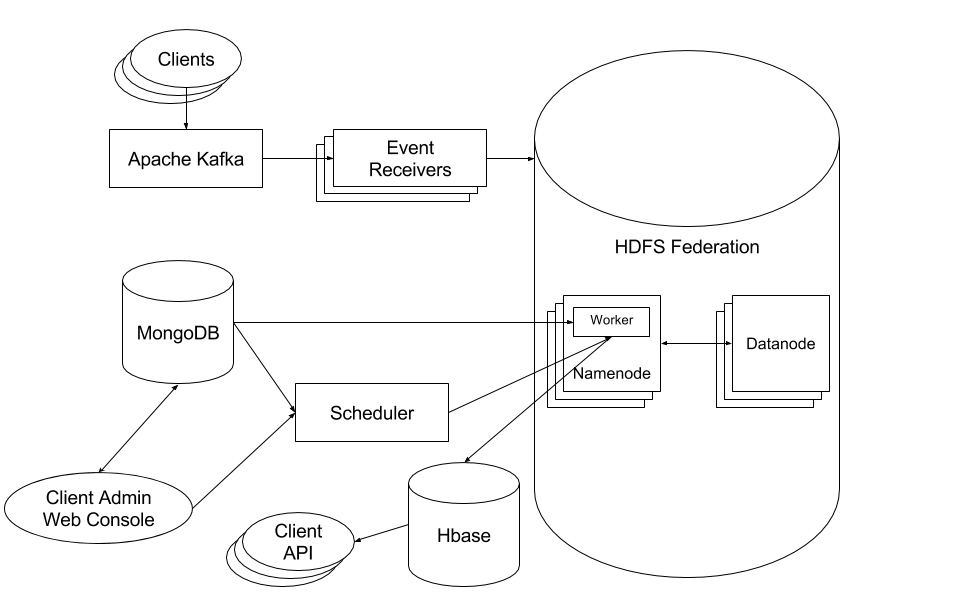 Clients
Apache Kafka
Event
Receivers
HDFS Federation
MongoDB
Worker
Namenode
Datanode
Scheduler
Client Admin
Web Console
Client
API
Hbase